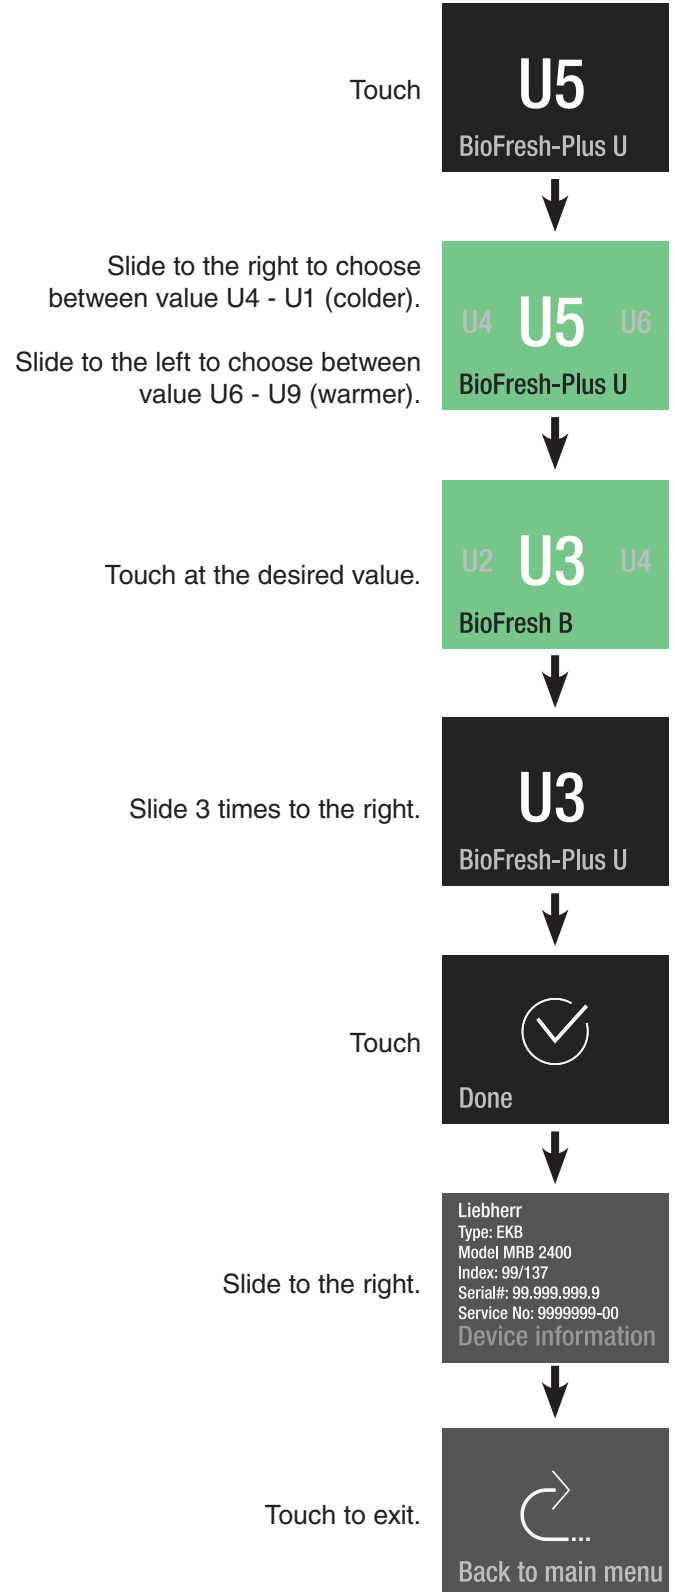 Touch
U5
BioFresh-Plus U
Slide to the right to choose
between value U4 - U1 (colder).
Slide to the left to choose between
value U6 - U9 (warmer).
U4 U5 U6
BioFresh-Plus U
Touch at the desired value.
U2 U3 U4
BioFresh B
Slide 3 times to the right.
U3
BioFresh-Plus U
Touch
Done
Slide to the right.
Liebherr
Type: EKB
Model MRB 2400
Index: 99/137
Serial#: 99.999.999.9
Service No: 9999999-00
Device information
Touch to exit.
Back to main menu